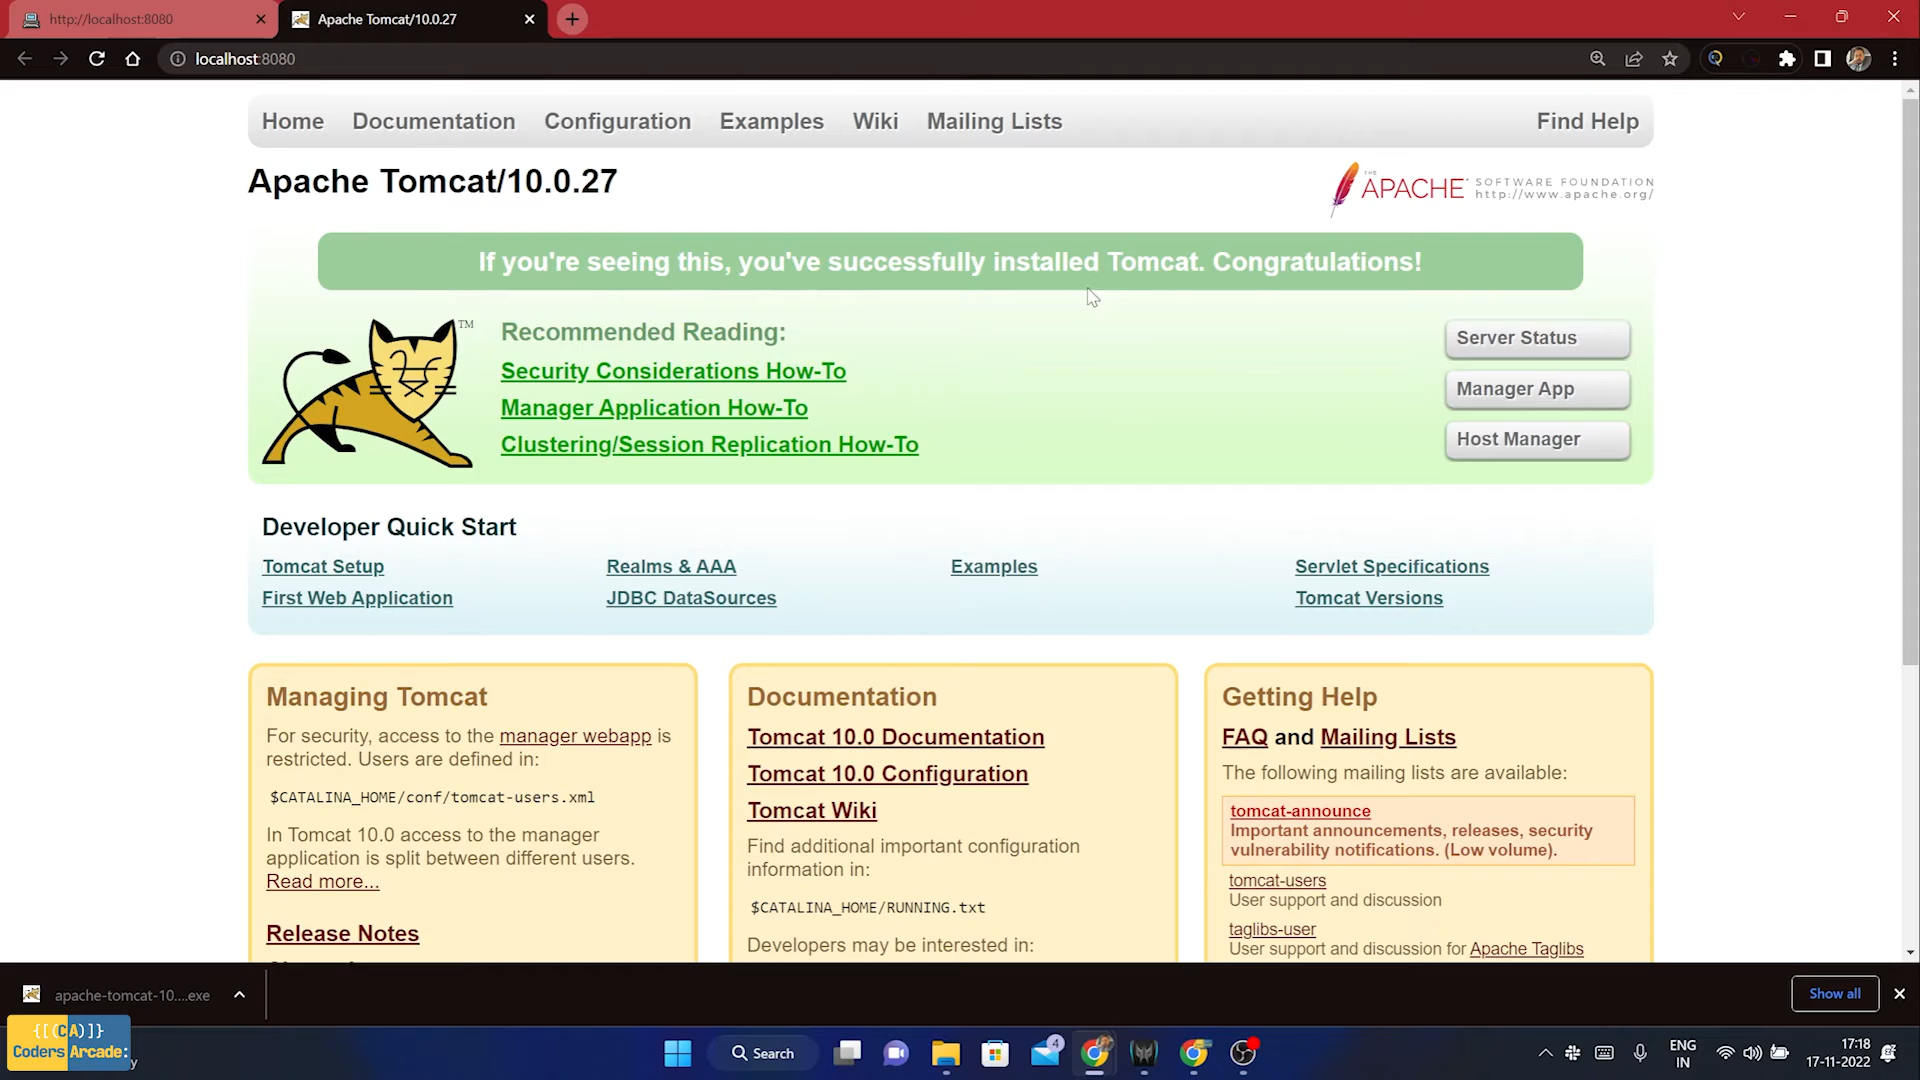 http://localhost:8080
Apache Tomcat/10.0.27
localhost:8080
Home Documentation Configuration Examples Wiki Mailing Lists Find Help
Apache Tomcat/10.0.27
THE APACHE SOFTWARE FOUNDATION
http://www.apache.org/
If you're seeing this, you've successfully installed Tomcat. Congratulations!
TM
Recommended Reading:
Security Considerations How-To
Manager Application How-To
Clustering/Session Replication How-To
Server Status
Manager App
Host Manager
Developer Quick Start
Tomcat Setup
First Web Application
Realms & AAA
JDBC DataSources
Examples
Servlet Specifications
Tomcat Versions
Managing Tomcat
For security, access to the manager webapp is
restricted. Users are defined in:
$CATALINA_HOME/conf/tomcat-users.xml
In Tomcat 10.0 access to the manager
application is split between different users.
Read more...
Release Notes
Documentation
Tomcat 10.0 Documentation
Tomcat 10.0 Configuration
Tomcat Wiki
Find additional important configuration
information in:
$CATALINA_HOME/RUNNING.txt
Developers may be interested in:
Getting Help
FAQ and Mailing Lists
The following mailing lists are available:
tomcat-announce
Important announcements, releases, security
vulnerability notifications. (Low volume).
tomcat-users
User support and discussion
taglibs-user
User support and discussion for Apache Taglibs
apache-tomcat-10....exe
Show all
{[(CA)]}
Coders Arcade:
Search
4
ENG
IN
17:18
17-11-2022